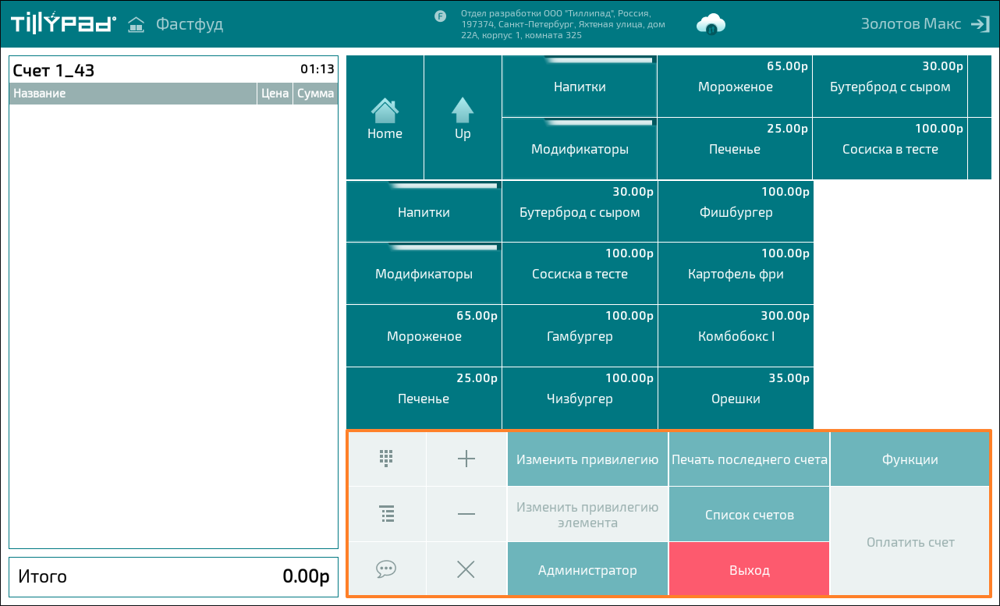 TillYPad
Фастфуд
F
Отдел разработки ООО "Тиллипад", Россия,
197374, Санкт-Петербург, Яхтеная улица, дом
22А, корпус 1, комната 325
Золотов Макс
Счет 1_43
01:13
Название Цена Сумма
Итого
0.00р
Home
Up
Напитки
65.00р
Мороженое
30.00р
Бутерброд с сыром
Модификаторы
25.00р
Печенье
100.00р
Сосиска в тесте
Напитки
30.00р
Бутерброд с сыром
100.00р
Фишбургер
Модификаторы
100.00р
Сосиска в тесте
100.00р
Картофель фри
65.00р
Мороженое
100.00р
Гамбургер
300.00р
Комбобокс I
25.00р
Печенье
100.00р
Чизбургер
35.00р
Орешки
Изменить привилегию
Печать последнего счета
Функции
Изменить привилегию
элемента
Список счетов
Оплатить счет
Администратор
Выход